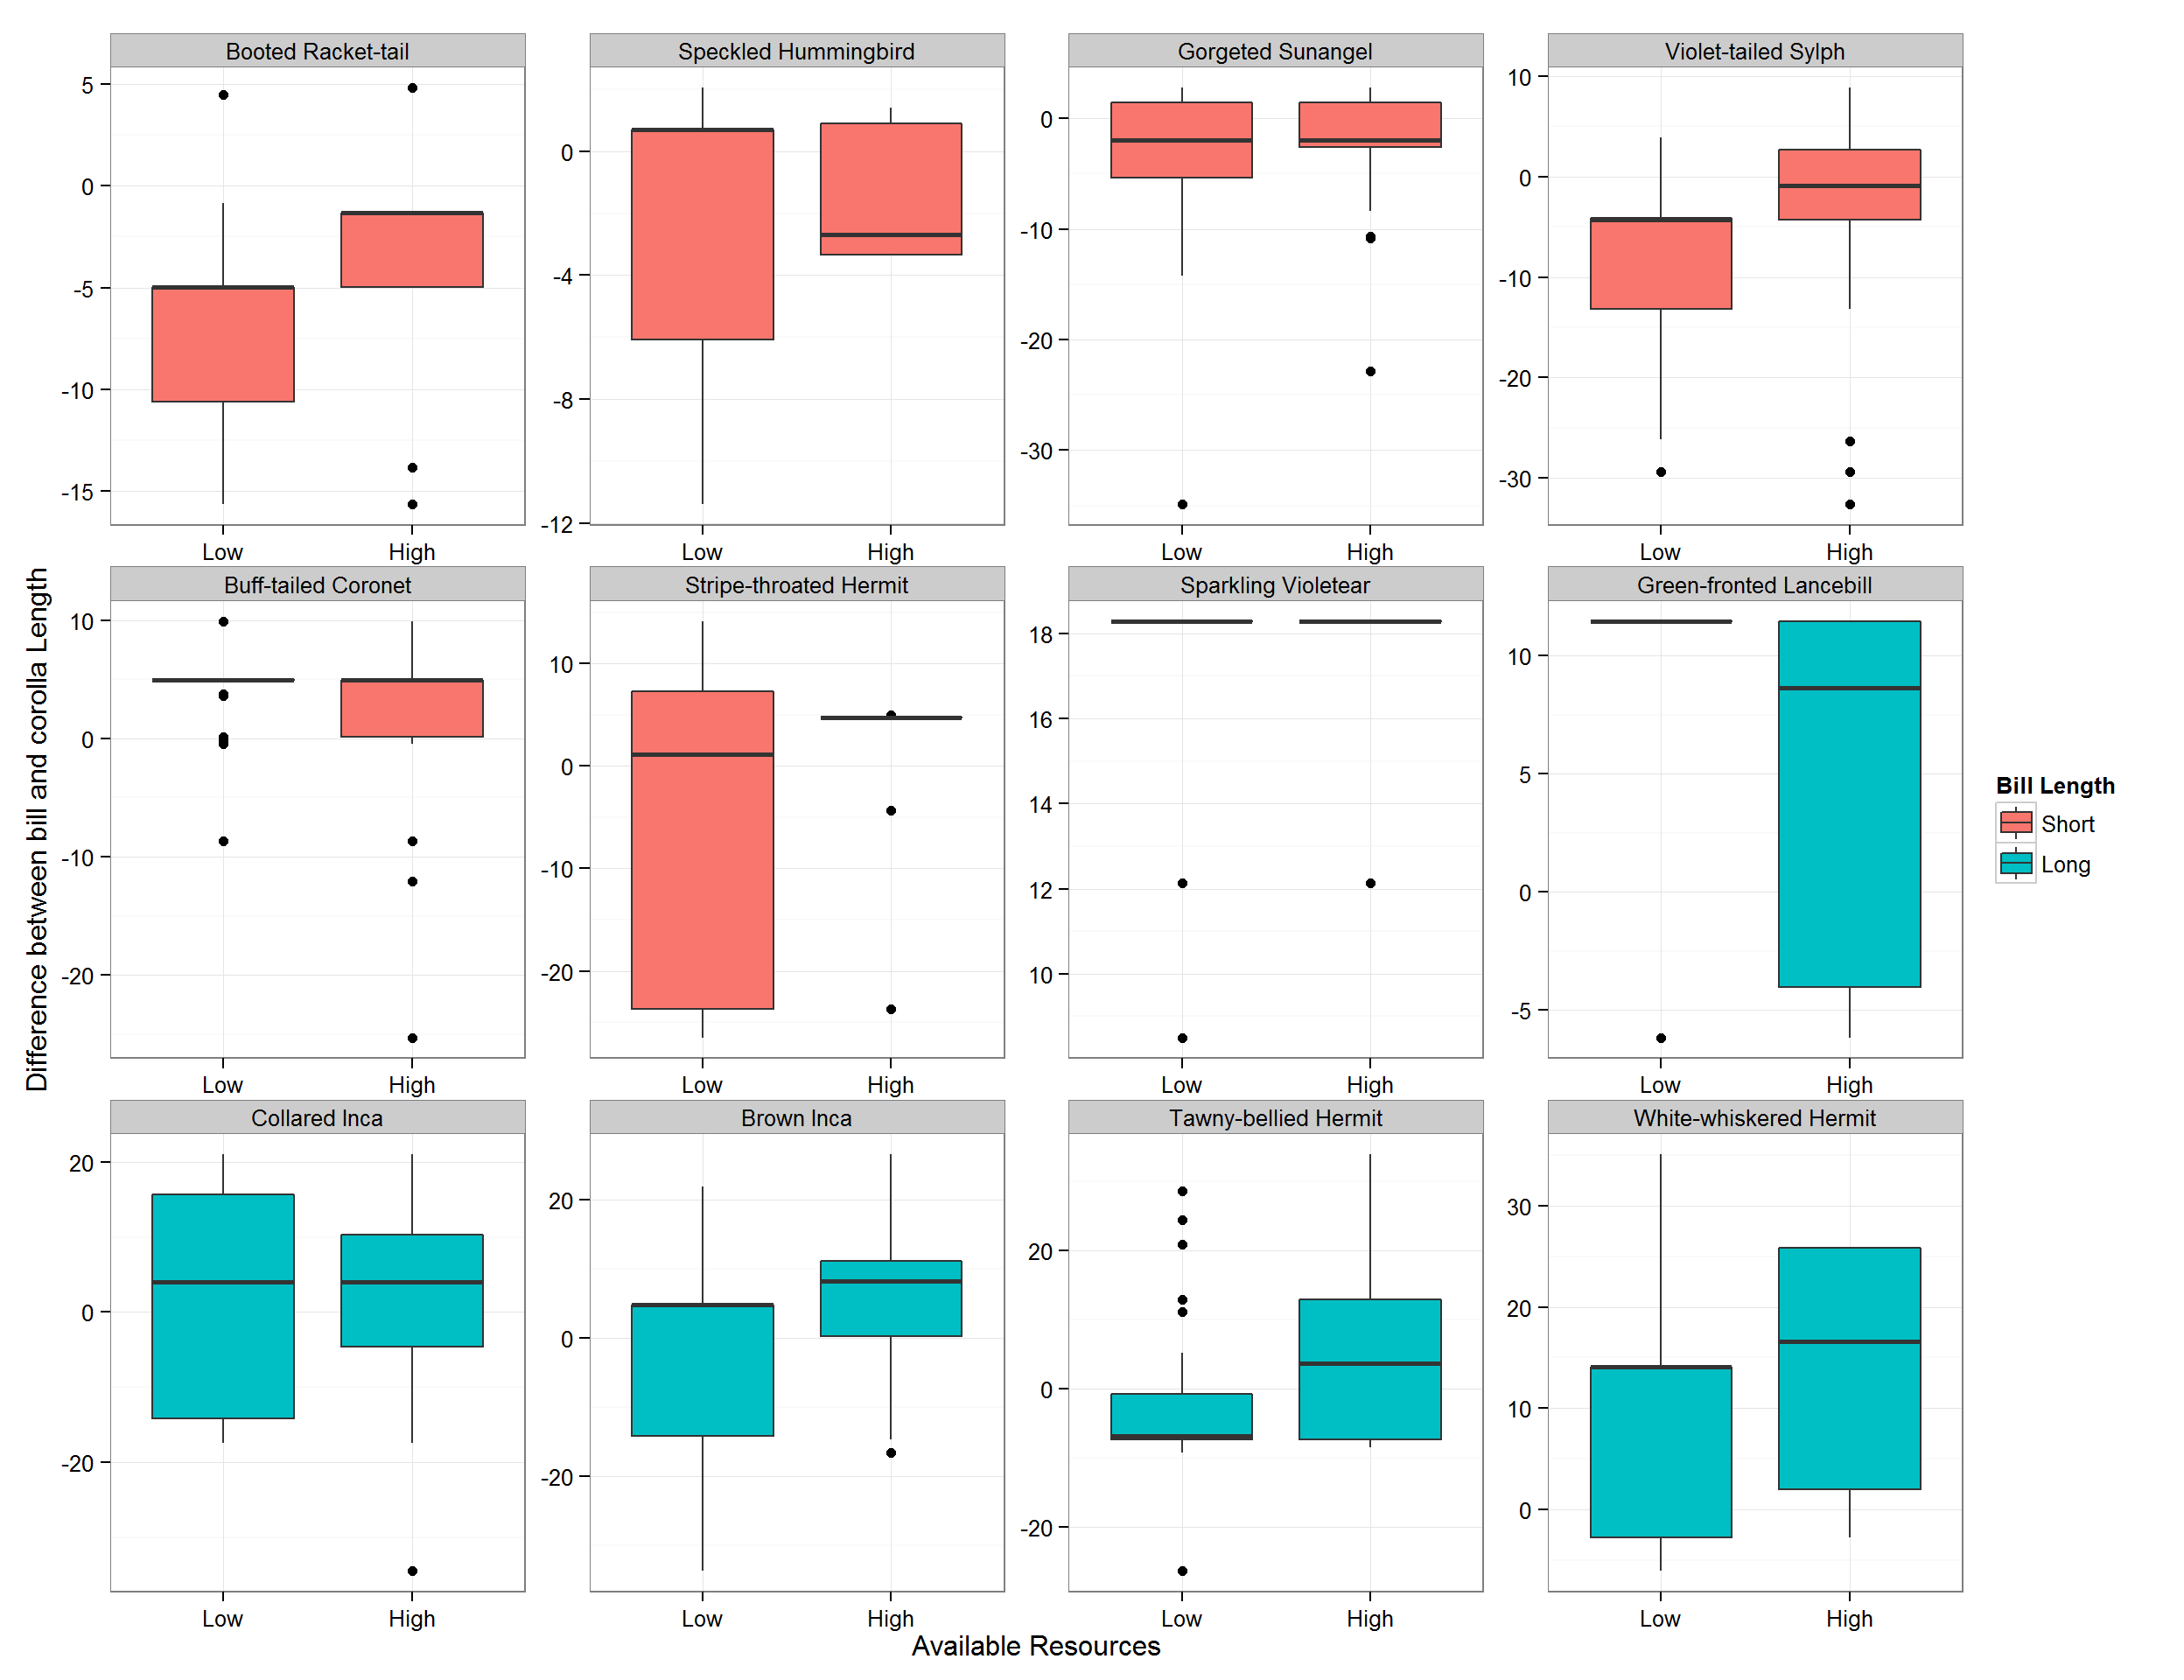 Booted Racket-tail
Speckled Hummingbird
Gorgeted Sunangel
Violet-tailed Sylph
5
0
-5
-10
-15
0
-4
-8
-12
0
-10
-20
-30
10
0
-10
-20
-30
Low
High
Low
High
Low
High
Low
High
Buff-tailed Coronet
Stripe-throated Hermit
Sparkling Violetear
Green-fronted Lancebill
10
0
-10
-20
10
0
-10
-20
18
16
14
12
10
10
5
0
-5
Low
High
Low
High
Low
High
Low
High
Collared Inca
Brown Inca
Tawny-bellied Hermit
White-whiskered Hermit
20
0
-20
20
0
-20
20
0
-20
30
20
10
0
Low
High
Low
High
Low
High
Low
High
Difference between bill and corolla Length
Available Resources
Bill Length
Short
Long